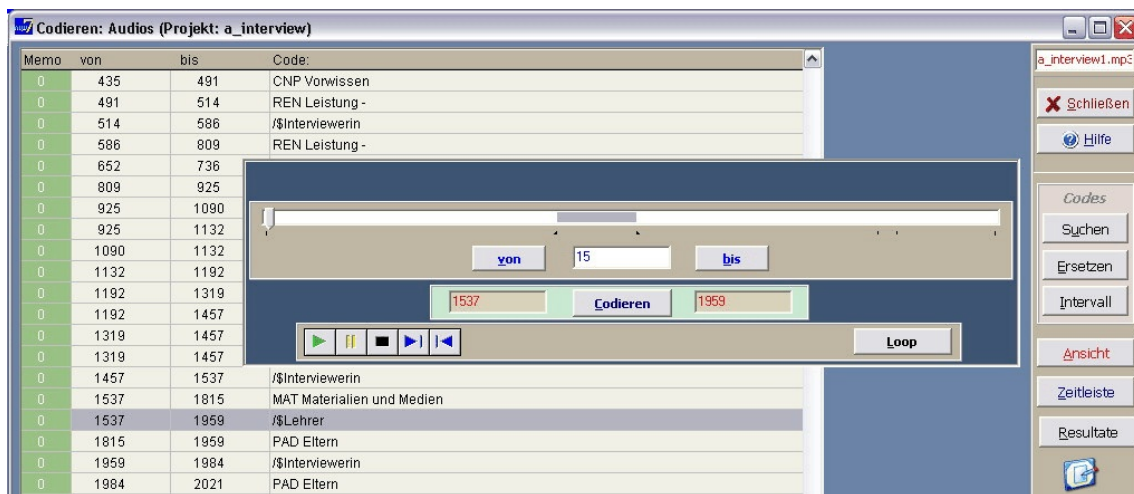 Codieren: Audios (Projekt: a_interview)
Memo von bis Code:
0 435 491 CNP Vorwissen
0 491 514 REN Leistung -
0 514 586 /$Interviewerin
0 586 809 REN Leistung -
0 652 736
0 809 925
0 925 1090
0 925 1132
0 1090 1132
0 1132 1192
0 1192 1319
0 1192 1457
0 1319 1457
0 1319 1457
0 1457 1537 /$Interviewerin
0 1537 1815 MAT Materialien und Medien
0 1537 1959 /$Lehrer
0 1815 1959 PAD Eltern
0 1959 1984 /$Interviewerin
0 1984 2021 PAD Eltern
von 15 bis
1537 Codieren 1959
Loop
a_interview1.mp3
Schließen
Hilfe
Codes
Suchen
Ersetzen
Intervall
Ansicht
Zeitleiste
Resultate